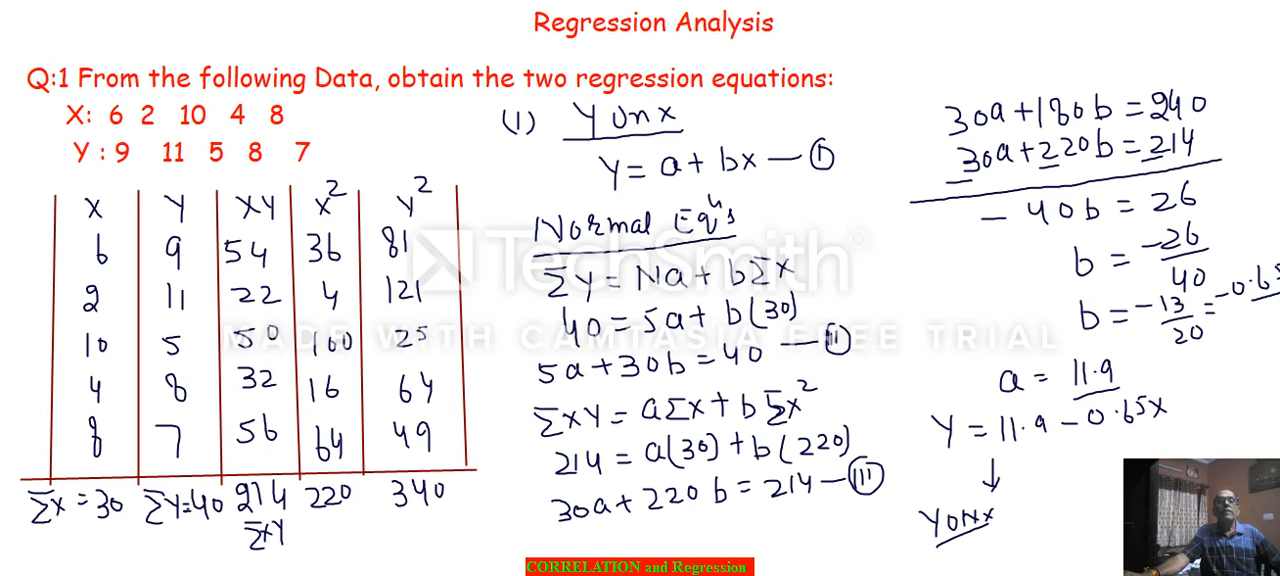 Regression Analysis
Q:1 From the following Data, obtain the two regression equations:
X: 6 2 10 4 8
Y : 9 11 5 8 7
X Y XY X² Y²
6 9 54 36 81
2 11 22 4 121
10 5 50 100 25
4 8 32 16 64
8 7 56 64 49
ΣX = 30 ΣY=40 214 220 340
ΣXY
(1) Y on X
Y = a + bx — (I)
Normal Eqⁿs
ΣY = Na + bΣX
40 = 5a + b(30)
5a + 30b = 40 — (II)
ΣXY = aΣX + bΣX²
214 = a(30) + b(220)
30a + 220b = 214 — (III)
30a + 180b = 240
30a + 220b = 214
- 40b = 26
b = -26/40
b = -13/20 = -0.65
a = 11.9
Y = 11.9 - 0.65X
↓
Y ON X
TechSmith
MADE WITH CAMTASIA FREE TRIAL
CORRELATION and Regression